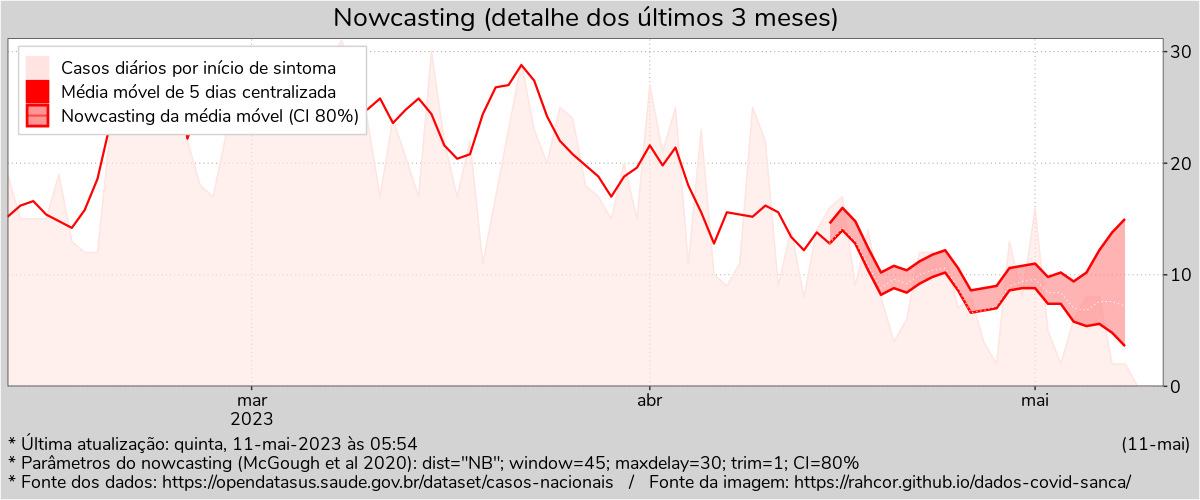 Nowcasting (detalhe dos últimos 3 meses)
Casos diários por início de sintoma
Média móvel de 5 dias centralizada
Nowcasting da média móvel (CI 80%)
30
20
10
0
mar
2023
abr
mai
* Última atualização: quinta, 11-mai-2023 às 05:54
(11-mai)
* Parâmetros do nowcasting (McGough et al 2020): dist="NB"; window=45; maxdelay=30; trim=1; CI=80%
* Fonte dos dados: https://opendatasus.saude.gov.br/dataset/casos-nacionais / Fonte da imagem: https://rahcor.github.io/dados-covid-sanca/